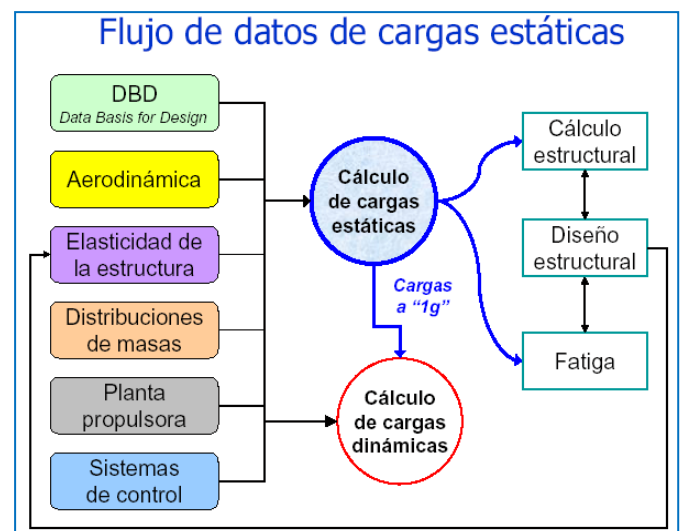 Flujo de datos de cargas estáticas
DBD
Data Basis for Design
Aerodinámica
Elasticidad de
la estructura
Distribuciones
de masas
Planta
propulsora
Sistemas
de control
Cálculo
de cargas
estáticas
Cargas
a “1g”
Cálculo
de cargas
dinámicas
Cálculo
estructural
Diseño
estructural
Fatiga